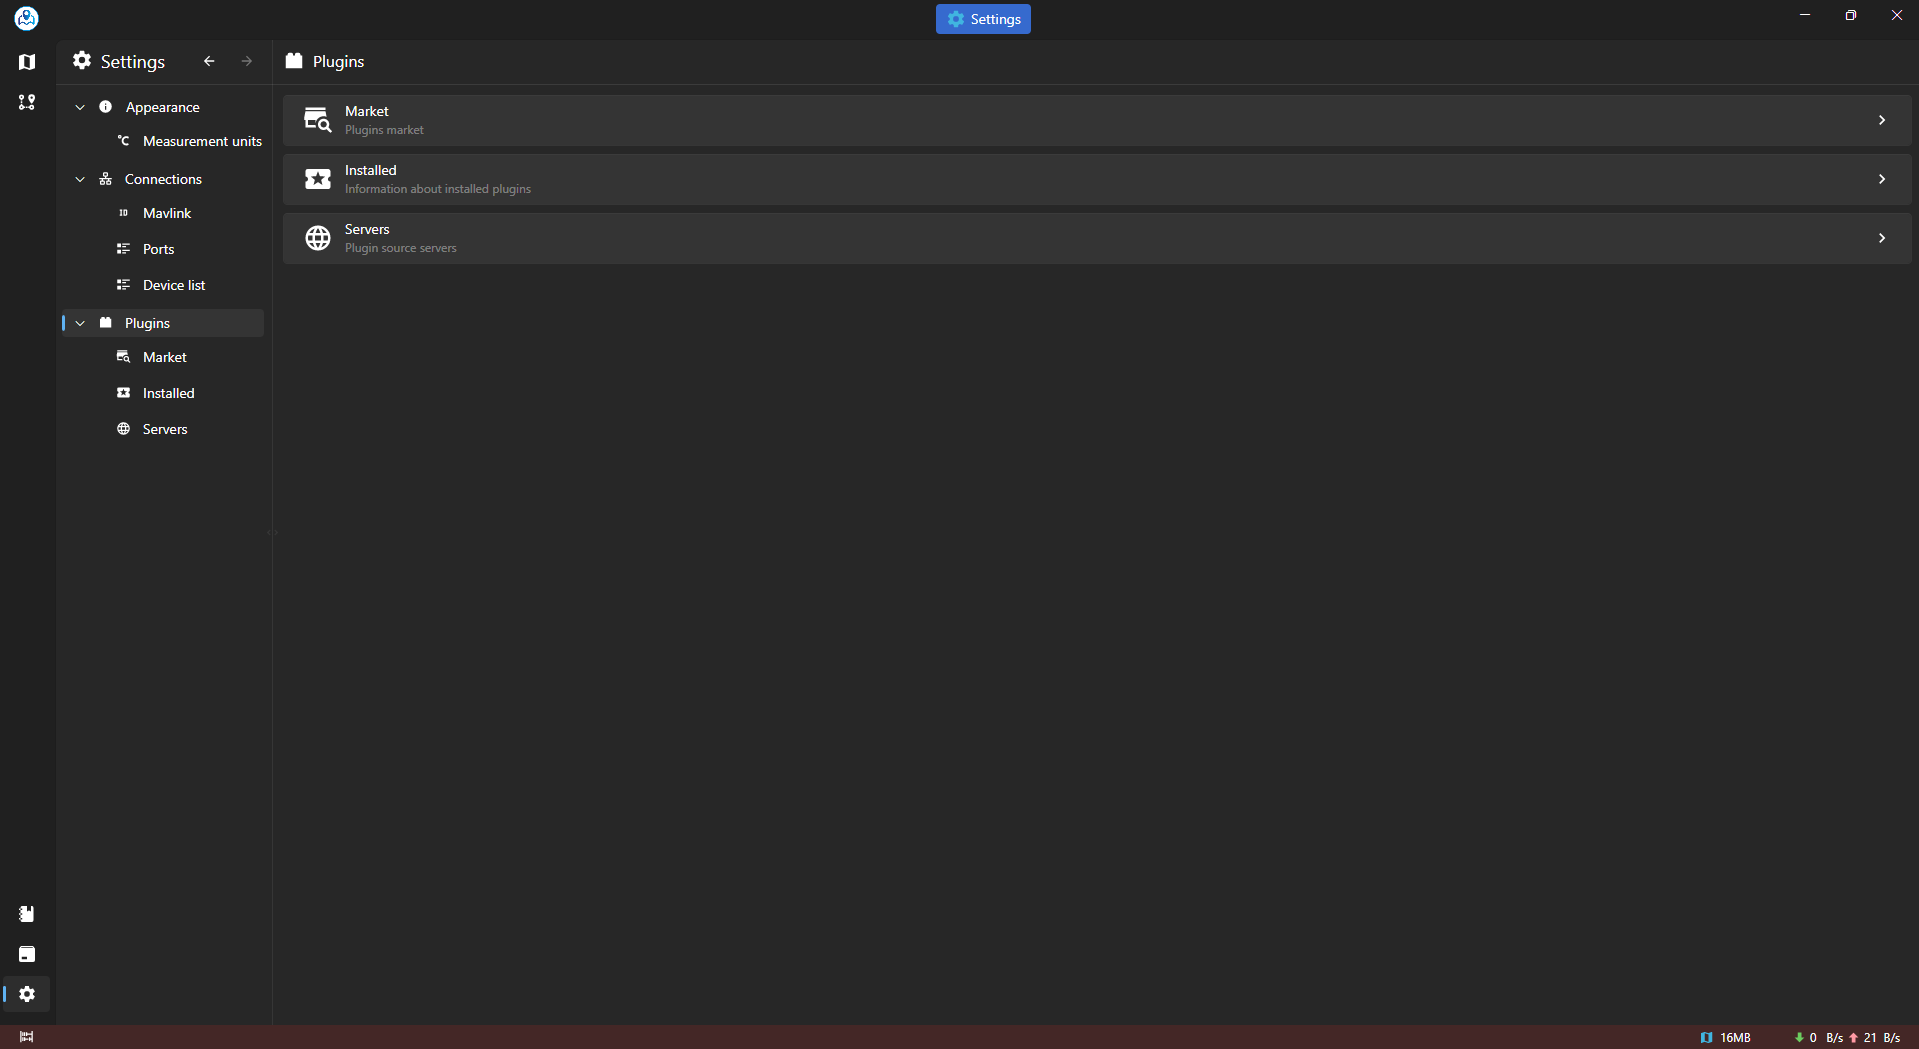 Settings
Settings
Plugins
Appearance
°C Measurement units
Connections
ID Mavlink
Ports
Device list
Plugins
Market
Installed
Servers
Market
Plugins market
Installed
Information about installed plugins
Servers
Plugin source servers
16MB
0 B/s 21 B/s